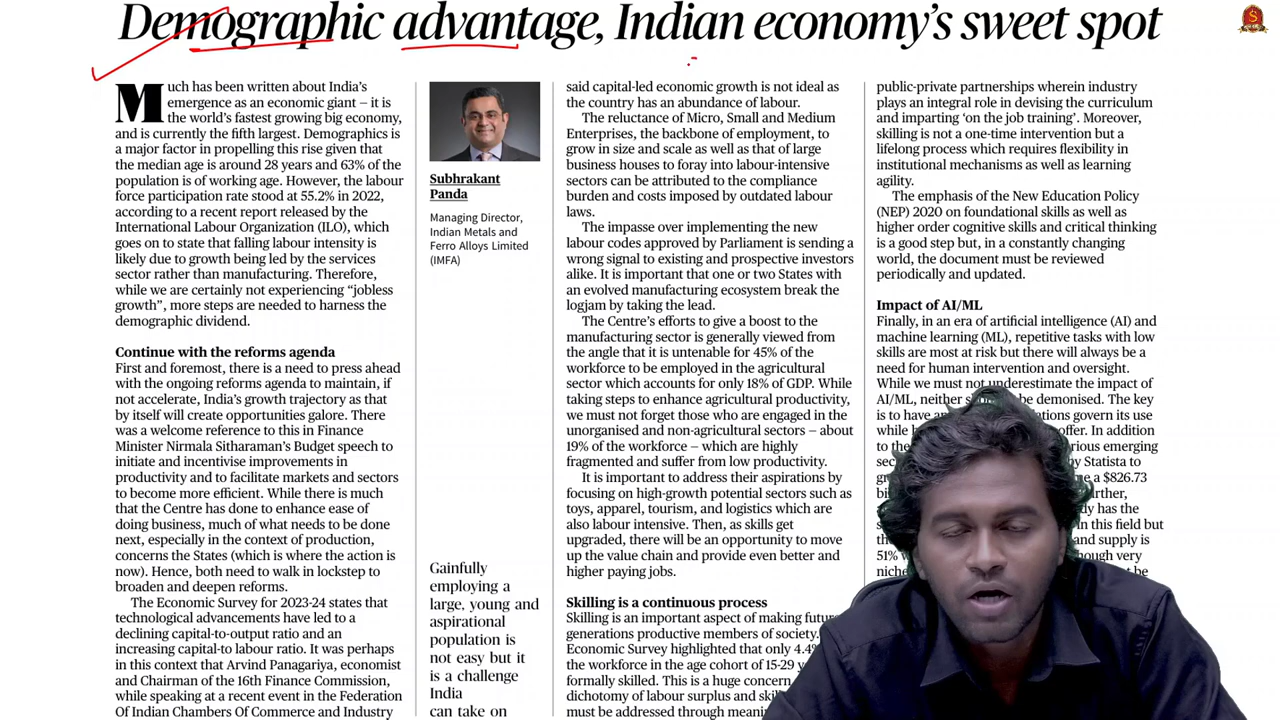 Demographic advantage, Indian economy's sweet spot
Much has been written about India's
emergence as an economic giant – it is
the world's fastest growing big economy,
and is currently the fifth largest. Demographics is
a major factor in propelling this rise given that
the median age is around 28 years and 63% of the
population is of working age. However, the labour
force participation rate stood at 55.2% in 2022,
according to a recent report released by the
International Labour Organization (ILO), which
goes on to state that falling labour intensity is
likely due to growth being led by the services
sector rather than manufacturing. Therefore,
while we are certainly not experiencing “jobless
growth”, more steps are needed to harness the
demographic dividend.
Continue with the reforms agenda
First and foremost, there is a need to press ahead
with the ongoing reforms agenda to maintain, if
not accelerate, India's growth trajectory as that
by itself will create opportunities galore. There
was a welcome reference to this in Finance
Minister Nirmala Sitharaman's Budget speech to
initiate and incentivise improvements in
productivity and to facilitate markets and sectors
to become more efficient. While there is much
that the Centre has done to enhance ease of
doing business, much of what needs to be done
next, especially in the context of production,
concerns the States (which is where the action is
now). Hence, both need to walk in lockstep to
broaden and deepen reforms.
The Economic Survey for 2023-24 states that
technological advancements have led to a
declining capital-to-output ratio and an
increasing capital-to labour ratio. It was perhaps
in this context that Arvind Panagariya, economist
and Chairman of the 16th Finance Commission,
while speaking at a recent event in the Federation
Of Indian Chambers Of Commerce and Industry
Subhrakant
Panda
Managing Director,
Indian Metals and
Ferro Alloys Limited
(IMFA)
Gainfully
employing a
large, young and
aspirational
population is
not easy but it
is a challenge
India
can take on
said capital-led economic growth is not ideal as
the country has an abundance of labour.
The reluctance of Micro, Small and Medium
Enterprises, the backbone of employment, to
grow in size and scale as well as that of large
business houses to foray into labour-intensive
sectors can be attributed to the compliance
burden and costs imposed by outdated labour
laws.
The impasse over implementing the new
labour codes approved by Parliament is sending a
wrong signal to existing and prospective investors
alike. It is important that one or two States with
an evolved manufacturing ecosystem break the
logjam by taking the lead.
The Centre's efforts to give a boost to the
manufacturing sector is generally viewed from
the angle that it is untenable for 45% of the
workforce to be employed in the agricultural
sector which accounts for only 18% of GDP. While
taking steps to enhance agricultural productivity,
we must not forget those who are engaged in the
unorganised and non-agricultural sectors – about
19% of the workforce – which are highly
fragmented and suffer from low productivity.
It is important to address their aspirations by
focusing on high-growth potential sectors such as
toys, apparel, tourism, and logistics which are
also labour intensive. Then, as skills get
upgraded, there will be an opportunity to move
up the value chain and provide even better and
higher paying jobs.
Skilling is a continuous process
Skilling is an important aspect of making future
generations productive members of society.
Economic Survey highlighted that only 4.4%
the workforce in the age cohort of 15-29
formally skilled. This is a huge concern
dichotomy of labour surplus and
must be addressed through
public-private partnerships wherein industry
plays an integral role in devising the curriculum
and imparting ‘on the job training’. Moreover,
skilling is not a one-time intervention but a
lifelong process which requires flexibility in
institutional mechanisms as well as learning
agility.
The emphasis of the New Education Policy
(NEP) 2020 on foundational skills as well as
higher order cognitive skills and critical thinking
is a good step but, in a constantly changing
world, the document must be reviewed
periodically and updated.
Impact of AI/ML
Finally, in an era of artificial intelligence (AI) and
machine learning (ML), repetitive tasks with low
skills are most at risk but there will always be a
need for human intervention and oversight.
While we must not underestimate the impact of
AI/ML, neither be demonised. The key
is to have govern its use
while offer. In addition
to the emerging
by Statista to
a $826.73
has the
in this field but
and supply is
51% very
be